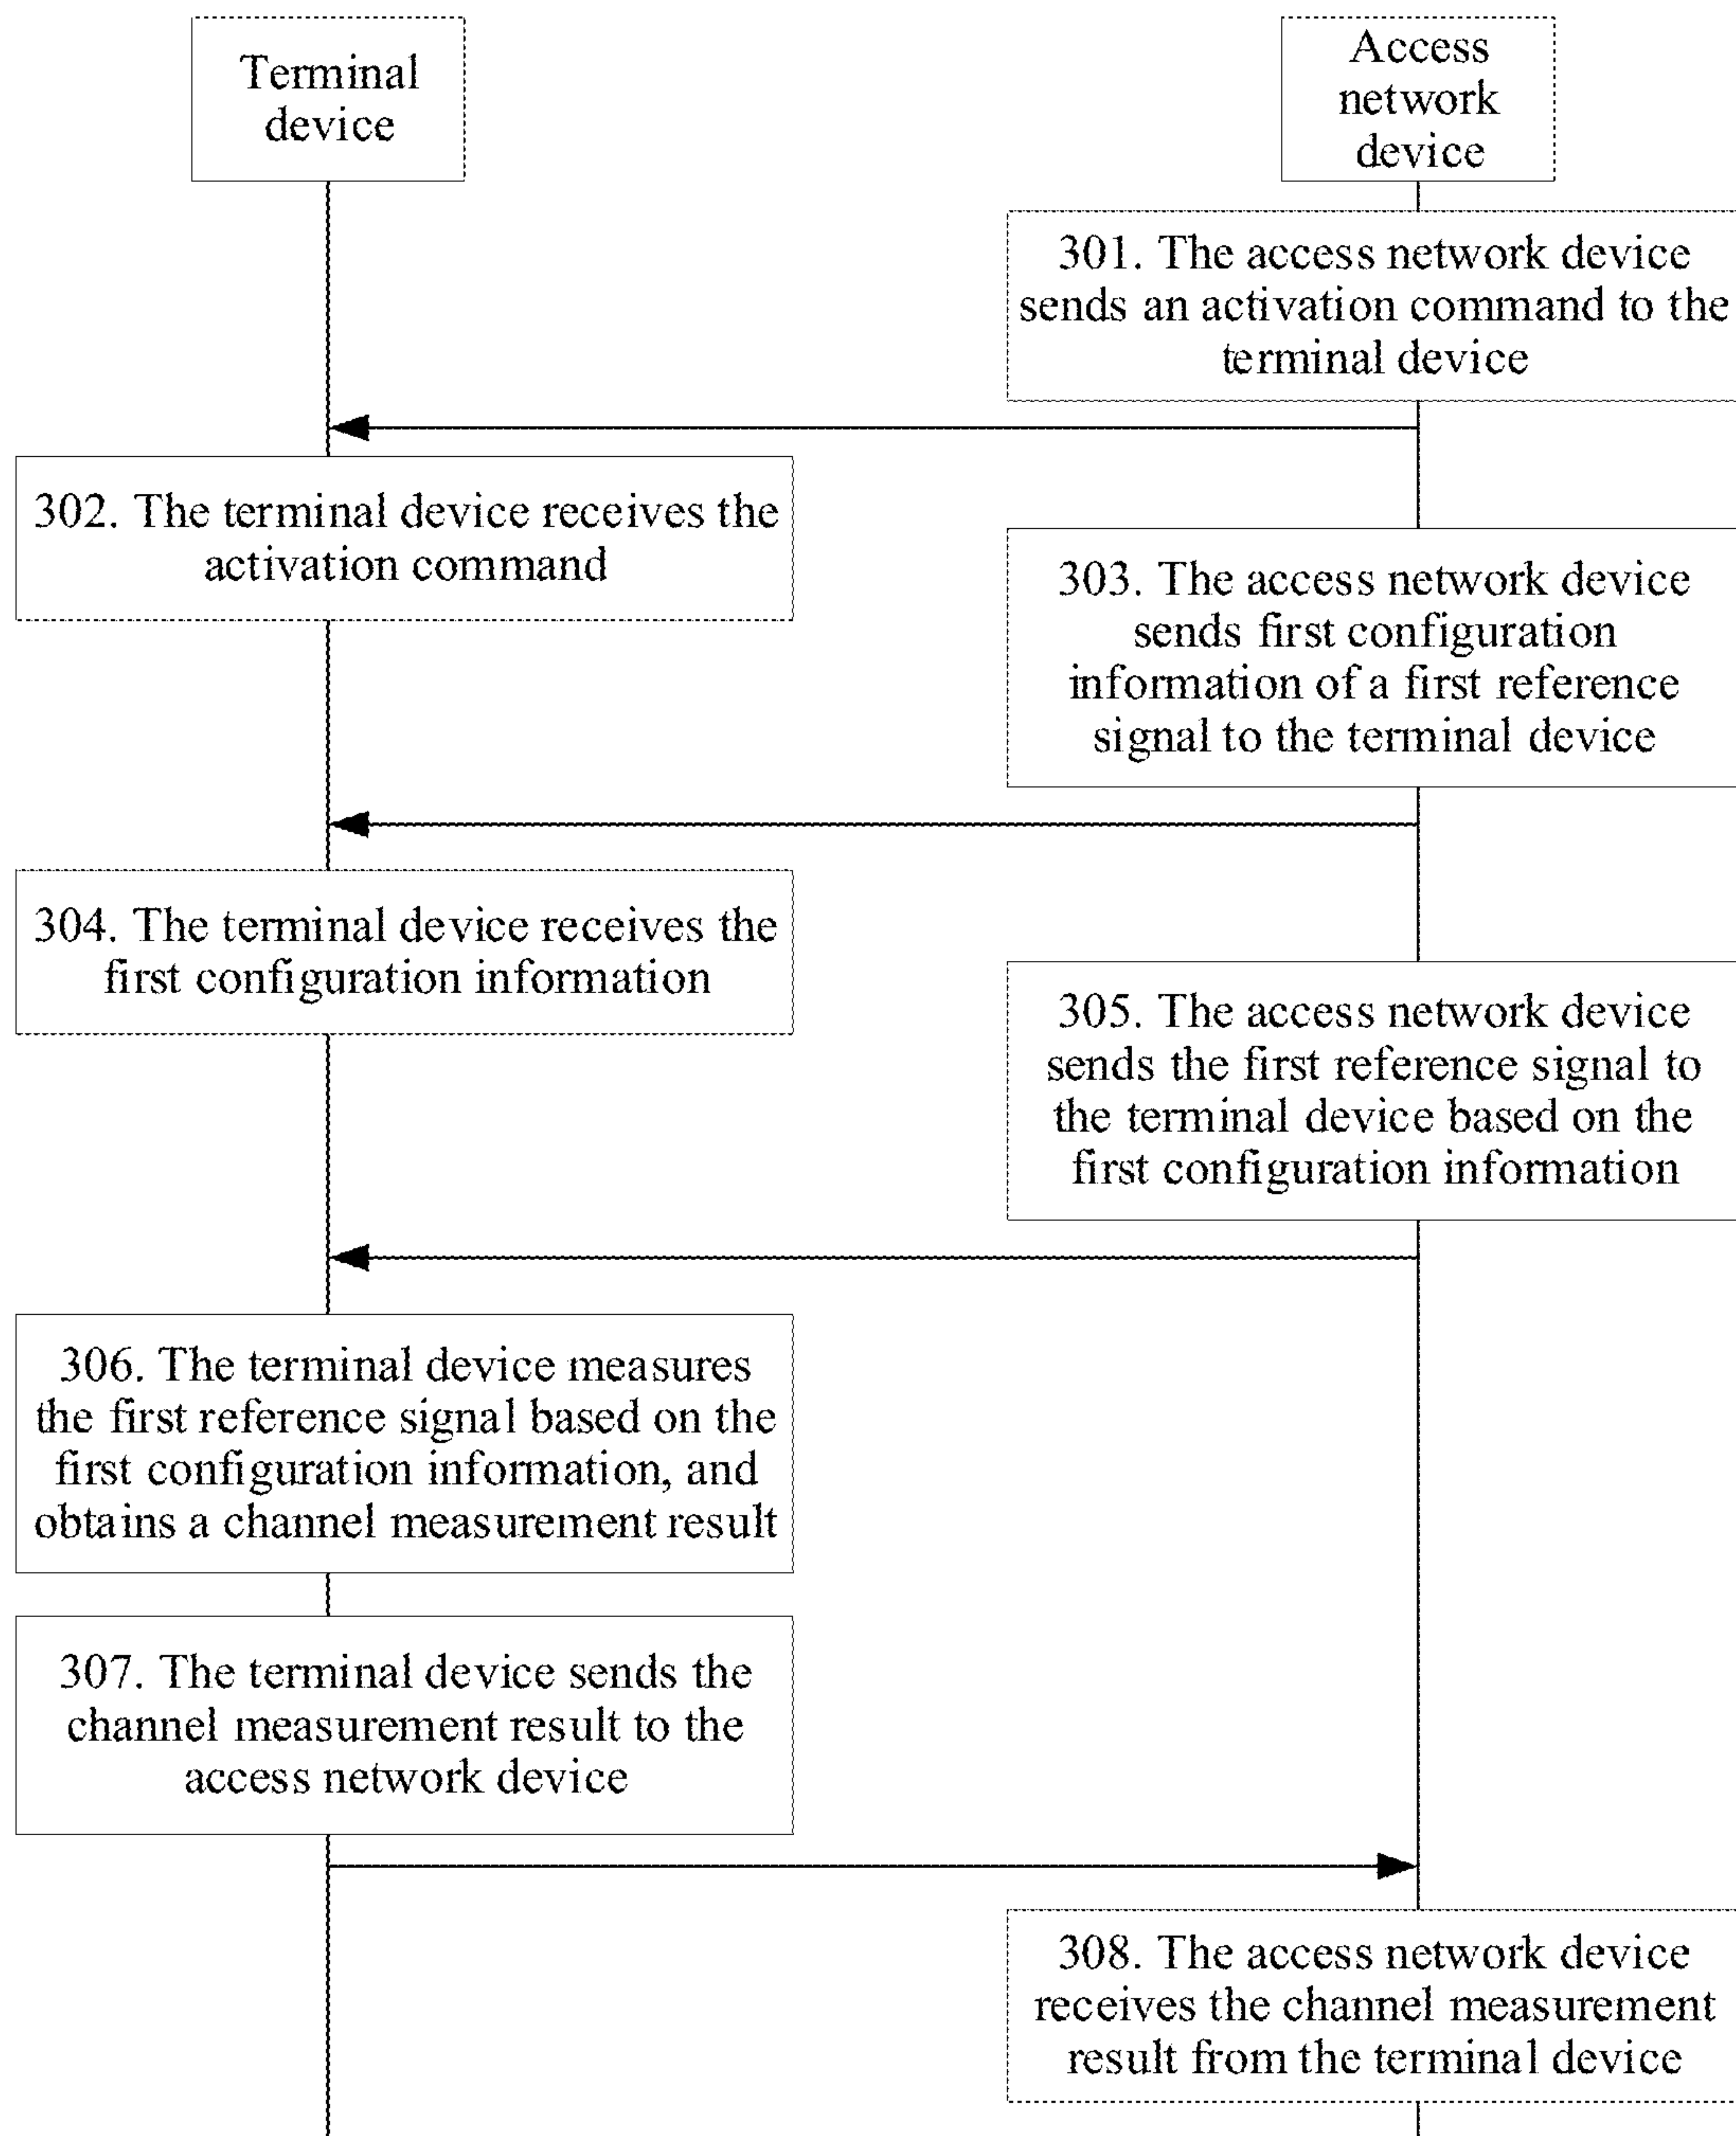 Terminal
device
Access
network
device
301. The access network device
sends an activation command to the
terminal device
302. The terminal device receives the
activation command
303. The access network device
sends first configuration
information of a first reference
signal to the terminal device
304. The terminal device receives the
first configuration information
305. The access network device
sends the first reference signal to
the terminal device based on the
first configuration information
306. The terminal device measures
the first reference signal based on the
first configuration information, and
obtains a channel measurement result
307. The terminal device sends the
channel measurement result to the
access network device
308. The access network device
receives the channel measurement
result from the terminal device